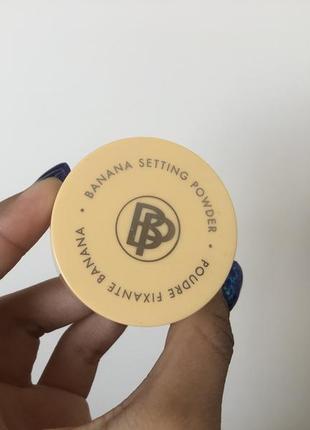 • BANANA SETTING POWDER •
BP
POUDRE FIXANTE BANANA